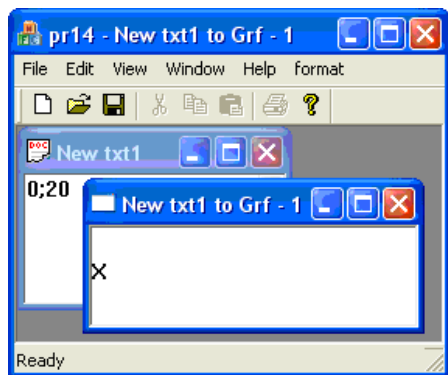 pr14 - New txt1 to Grf - 1
File Edit View Window Help format
New txt1
0;20
New txt1 to Grf - 1
X
Ready